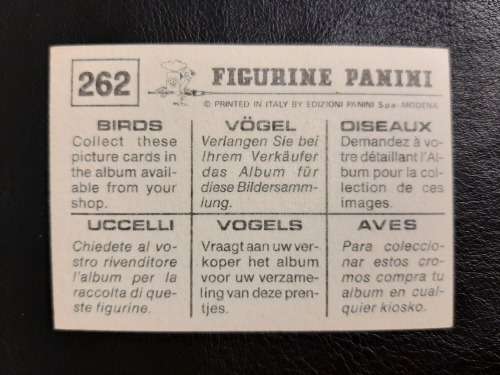 262
FIGURINE PANINI
© PRINTED IN ITALY BY EDIZIONI PANINI S.p.a. - MODENA
BIRDS
Collect these
picture cards in
the album avail-
able from your
shop.
VÖGEL
Verlangen Sie bei
Ihrem Verkäufer
das Album für
diese Bildersamm-
lung.
OISEAUX
Demandez à vo-
tre détaillant l'Al-
bum pour la col-
lection de ces
images.
UCCELLI
Chiedete al vo-
stro rivenditore
l'album per la
raccolta di que-
ste figurine.
VOGELS
Vraagt aan uw ver-
koper het album
voor uw verzame-
ling van deze pren-
tjes.
AVES
Para coleccio-
nar estos cro-
mos compra tu
album en cual-
quier kiosko.